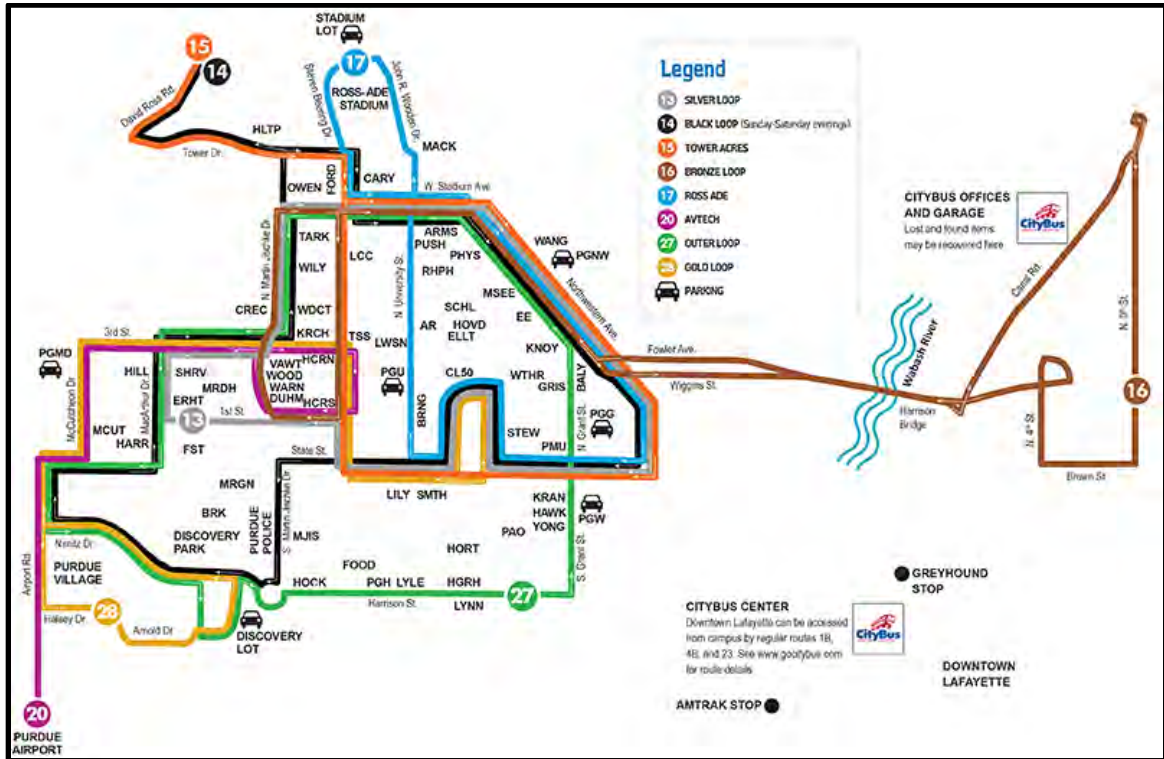 STADIUM
LOT
15
14
17
David Ross Rd.
Steven Beering Dr.
John R. Wooden Dr.
ROSS-ADE
STADIUM
HLTP
Tower Dr.
MACK
OWEN
FORD
CARY
W. Stadium Ave.
Legend
13 SILVER LOOP
14 BLACK LOOP (Sunday-Saturday evenings)
15 TOWER ACRES
16 BRONZE LOOP
17 ROSS ADE
20 AVTECH
27 OUTER LOOP
28 GOLD LOOP
PARKING
CITYBUS OFFICES
AND GARAGE
Lost and found items
may be recovered here
CityBus
Canal Rd.
N. 5th St.
N. Martin Jischke Dr.
TARK
LCC
ARMS
PUSH
PHYS
WANG
PGNW
Northwestern Ave.
WILY
N. University St.
RHPH
MSEE
CREC
WDCT
SCHL
EE
3rd St.
KRCH
TSS
AR
HOVD
ELLT
LWSN
KNOY
Fowler Ave.
Wabash River
PGMD
HILL
SHRV
MRDH
VAWT
WOOD
WARN
DUHM
HCRN
HCRS
PGU
CL50
WTHR
GRIS
BALY
Wiggins St.
16
McCutcheon Dr.
MacArthur Dr.
ERHT
1st St.
13
BRNG
N. Grant St.
PGG
Harrison
Bridge
N. 4th St.
MCUT
HARR
FST
State St.
STEW
PMU
Brown St
MRGN
S. Martin Jischke Dr.
LILY SMTH
KRAN
HAWK
YONG
PGW
BRK
DISCOVERY
PARK
PURDUE
POLICE
MJIS
PAO
S. Grant St.
Nimitz Dr.
HORT
PURDUE
VILLAGE
FOOD
HOCK
PGH LYLE
HGRH
Harrison St.
LYNN
27
Airport Rd.
28
Halsey Dr.
Arnold Dr.
DISCOVERY
LOT
GREYHOUND
STOP
CITYBUS CENTER
Downtown Lafayette can be accessed
from campus by regular routes 1B,
4B, and 23. See www.gocitybus.com
for route details
CityBus
DOWNTOWN
LAFAYETTE
AMTRAK STOP
20
PURDUE
AIRPORT